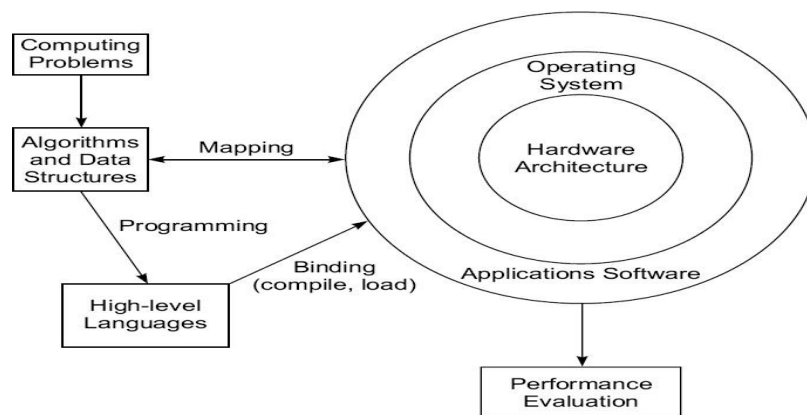 Computing
Problems
Operating
System
Algorithms
and Data
Structures
Mapping
Hardware
Architecture
Programming
Binding
(compile, load)
Applications Software
High-level
Languages
Performance
Evaluation